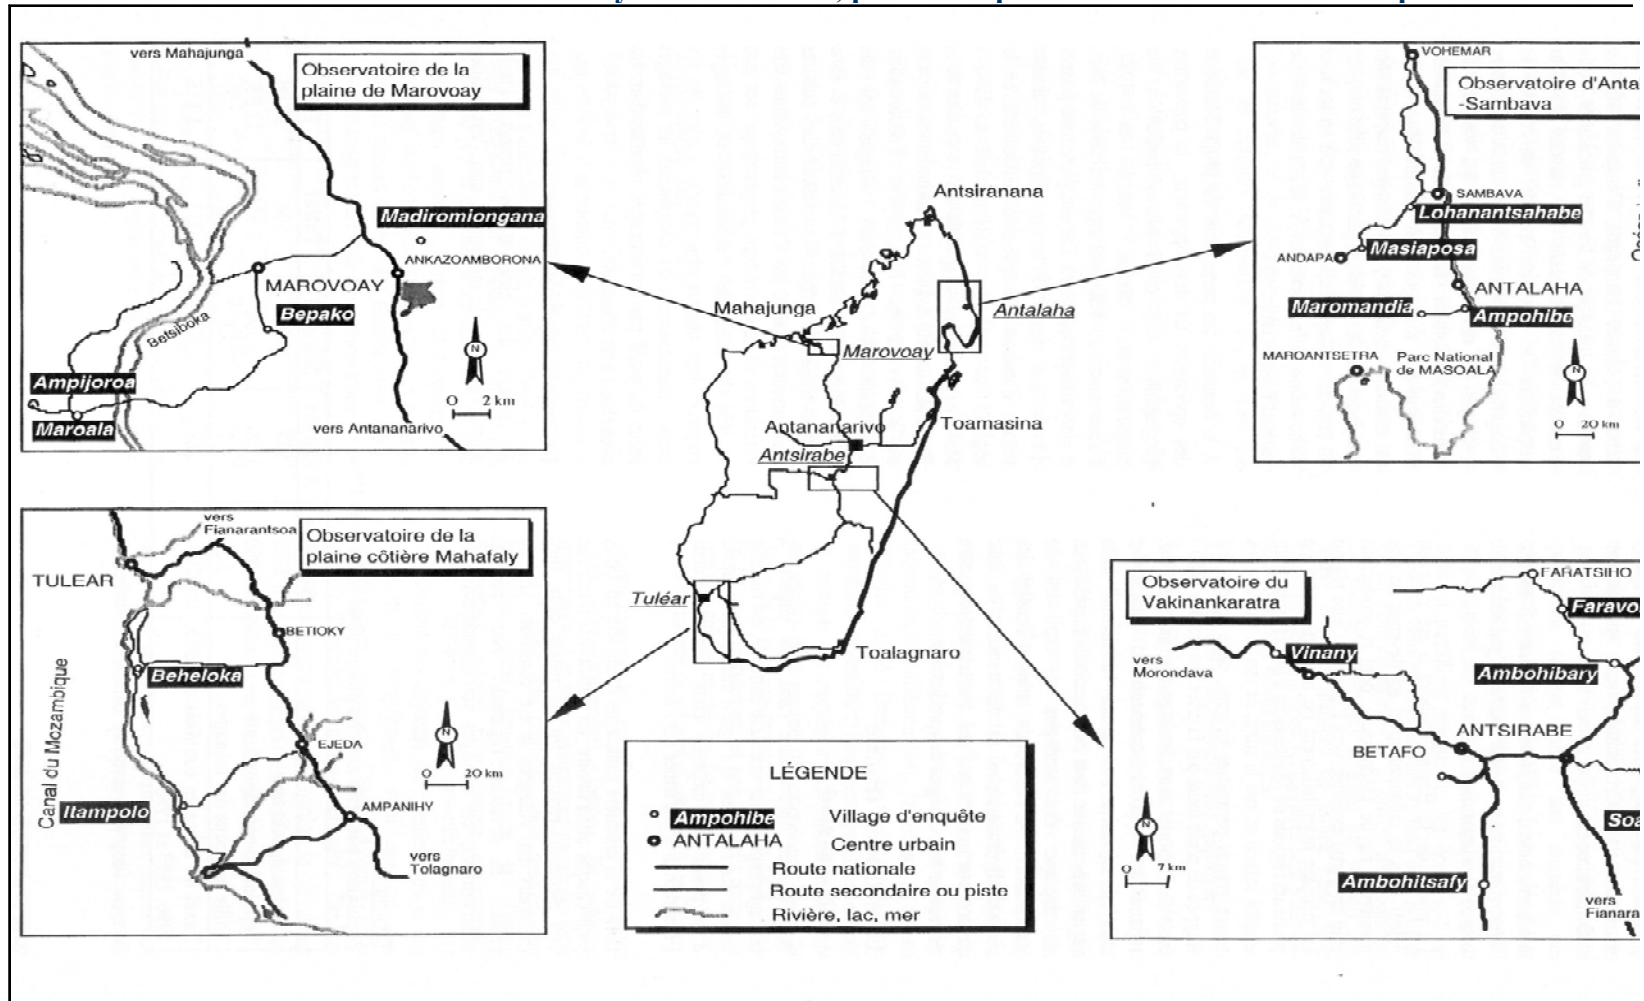 vers Mahajunga
Observatoire de la
plaine de Marovoay
Madiromiongana
ANKAZOAMBORONA
MAROVOAY
Bepako
Betsiboka
N
Ampijoroa
Maroala
0 2 km
vers Antananarivo
VOHEMAR
Observatoire d'Anta
-Sambava
SAMBAVA
Lohanantsahabe
Masiaposa
ANDAPA
ANTALAHA
Maromandia
Ampohibe
MAROANTSETRA
Parc National
de MASOALA
N
0 20 km
Antsiranana
Mahajunga
Antalaha
Marovoay
Toamasina
Antananarivo
Antsirabe
Tuléar
Toalagnaro
vers
Fianarantsoa
Observatoire de la
plaine côtière Mahafaly
TULEAR
BETIOKY
Beheloka
Canal du Mozambique
N
EJEDA
0 20 km
Itampolo
AMPANIHY
vers
Tolagnaro
LÉGENDE
Ampohibe Village d'enquête
ANTALAHA Centre urbain
Route nationale
Route secondaire ou piste
Rivière, lac, mer
Observatoire du
Vakinankaratra
FARATSIHO
Faravo
Vinany
vers
Morondava
Ambohibary
ANTSIRABE
BETAFO
N
0 7 km
Soa
Ambohitsafy
vers
Fianara